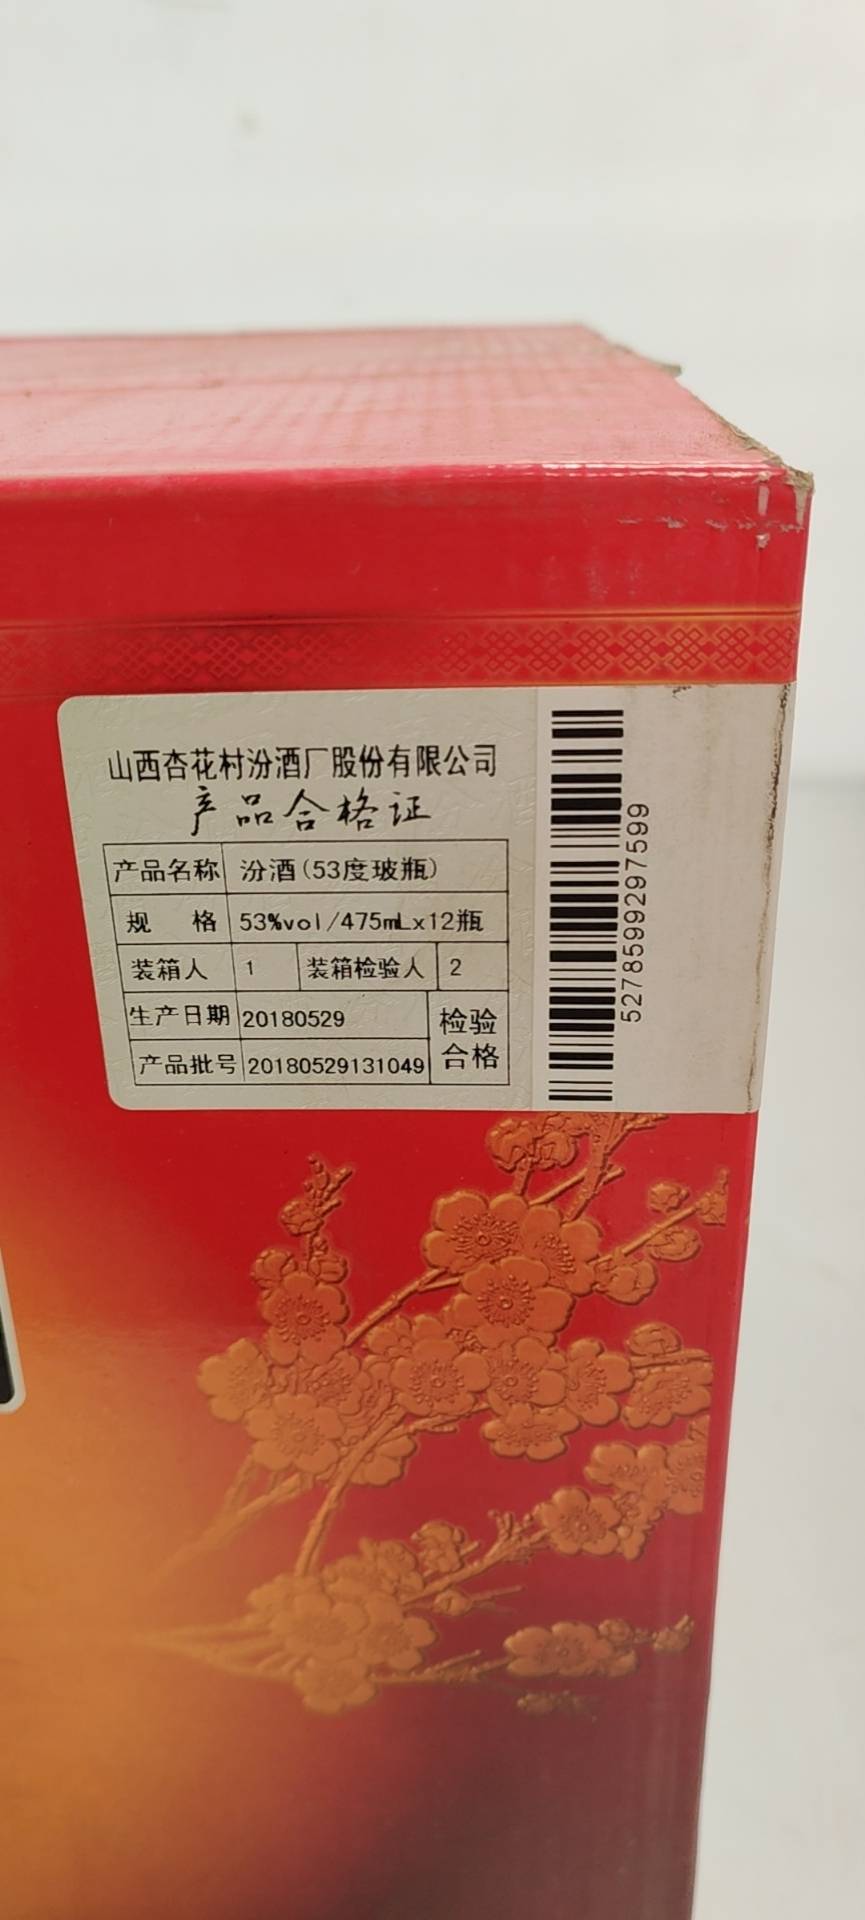 山西杏花村汾酒厂股份有限公司
产品合格证
产品名称 汾酒(53度玻瓶)
规 格 53%vol/475mLx12瓶
装箱人 1 装箱检验人 2
生产日期 20180529 检验
产品批号 20180529131049 合格
5278599297599